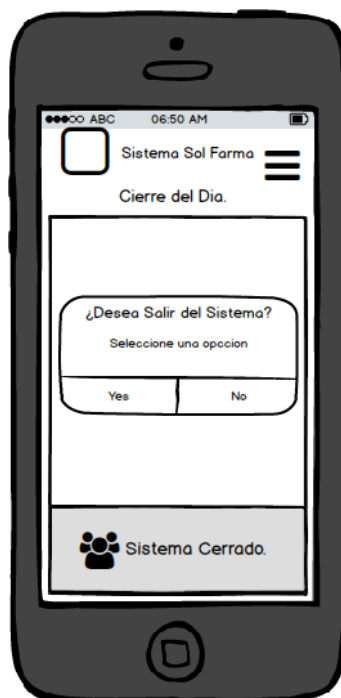 ABC 06:50 AM
Sistema Sol Farma
Cierre del Dia.
¿Desea Salir del Sistema?
Seleccione una opccion
Yes No
Sistema Cerrado.